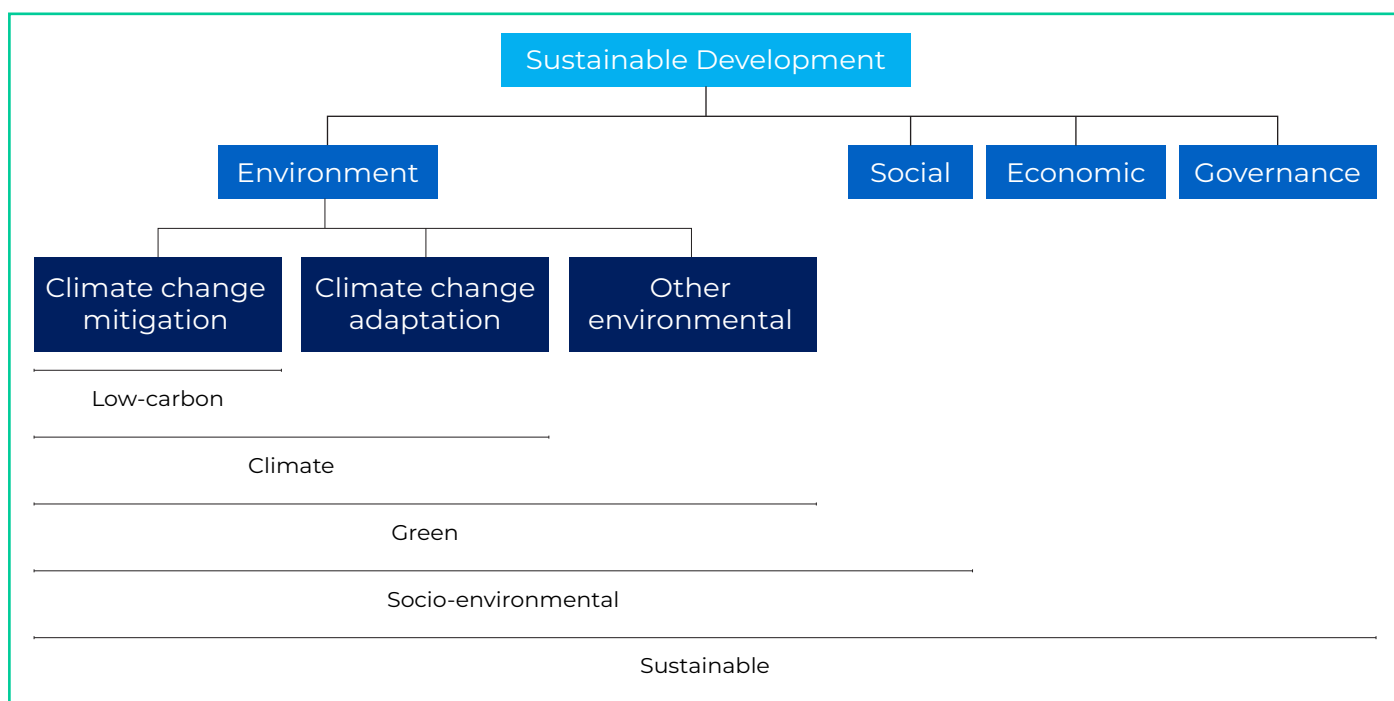 Sustainable Development
Environment
Social
Economic
Governance
Climate change
mitigation
Climate change
adaptation
Other
environmental
Low-carbon
Climate
Green
Socio-environmental
Sustainable